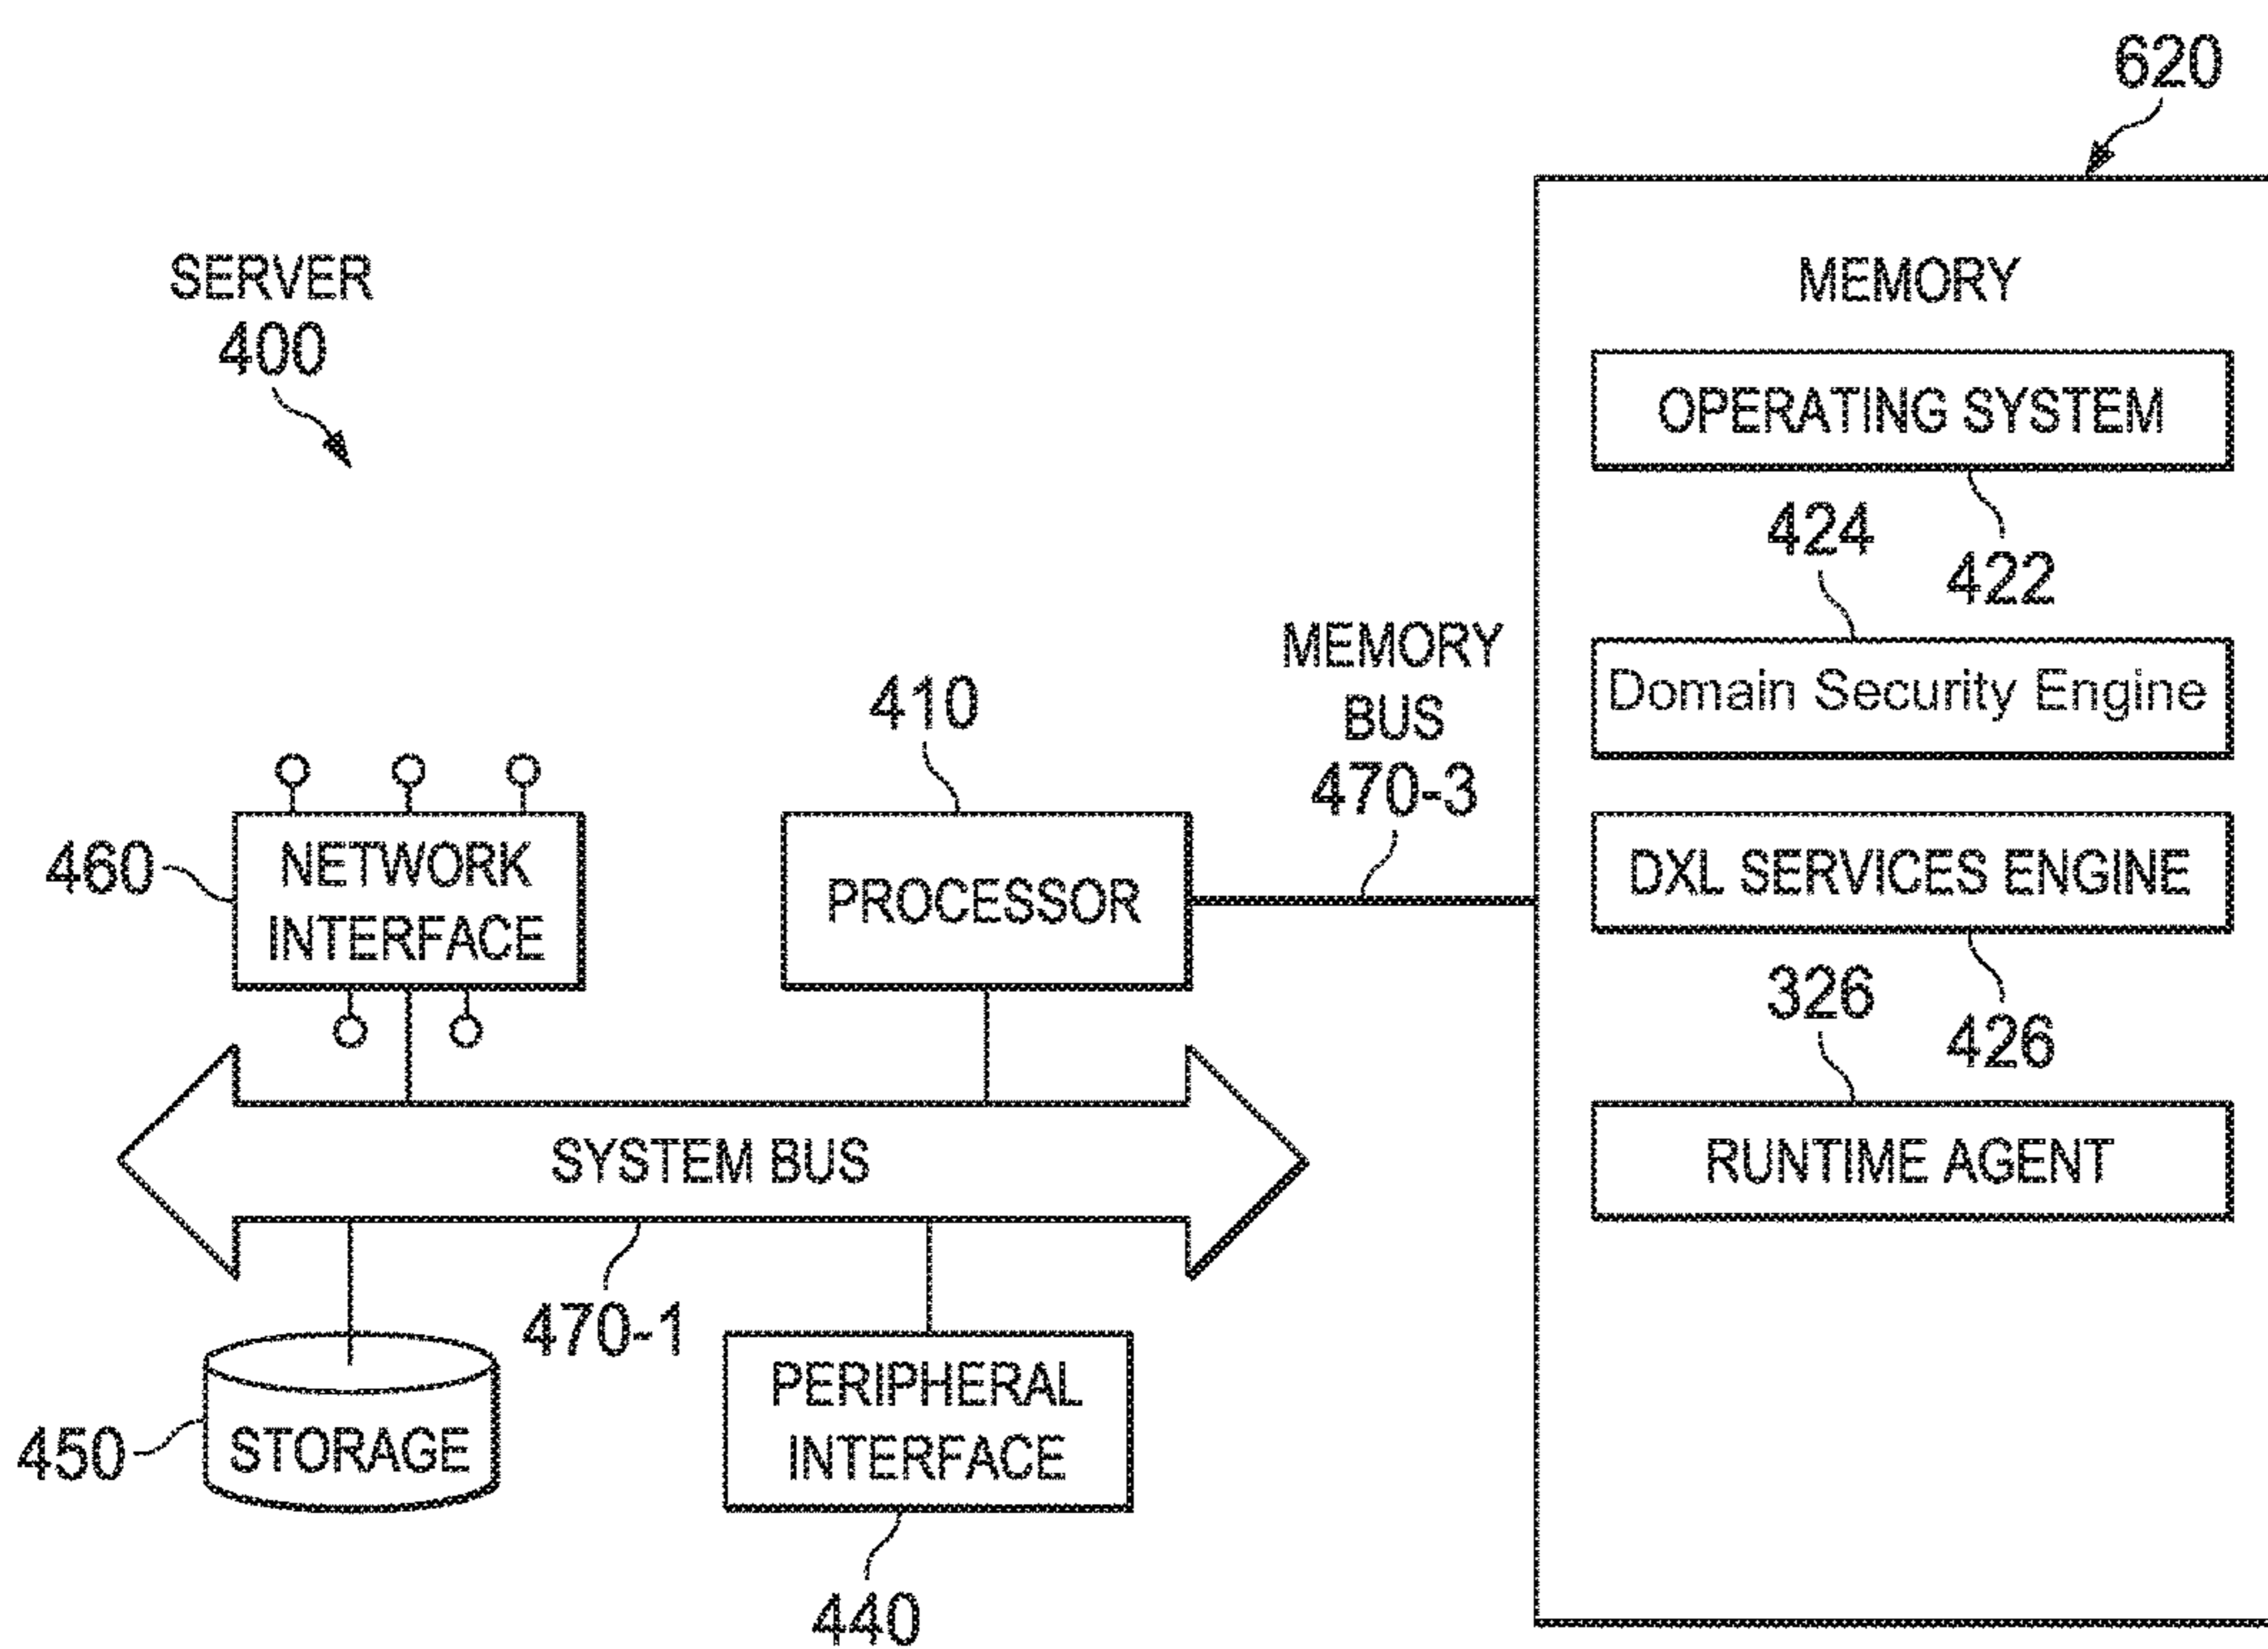 620
SERVER
400
MEMORY
OPERATING SYSTEM
424
422
MEMORY
BUS
470-3
Domain Security Engine
410
460
NETWORK
INTERFACE
PROCESSOR
DXL SERVICES ENGINE
326
426
SYSTEM BUS
RUNTIME AGENT
470-1
450
STORAGE
PERIPHERAL
INTERFACE
440